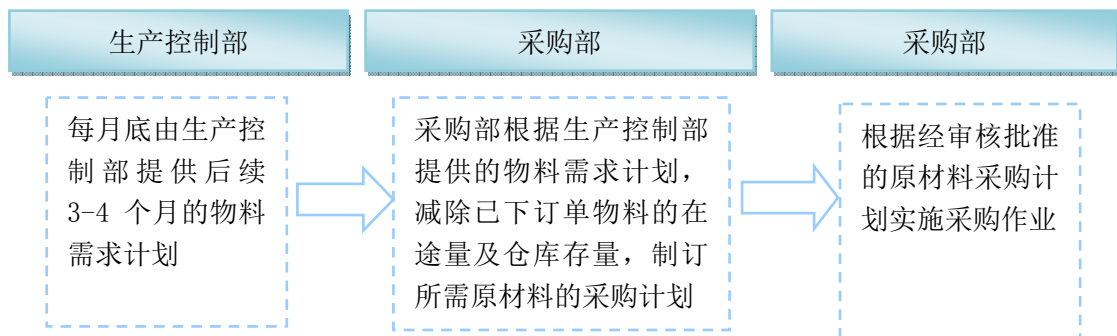 生产控制部
采购部
采购部
每月底由生产控
制部提供后续
3-4 个月的物料
需求计划
采购部根据生产控制部
提供的物料需求计划，
减除已下订单物料的在
途量及仓库存量，制订
所需原材料的采购计划
根据经审核批准
的原材料采购计
划实施采购作业